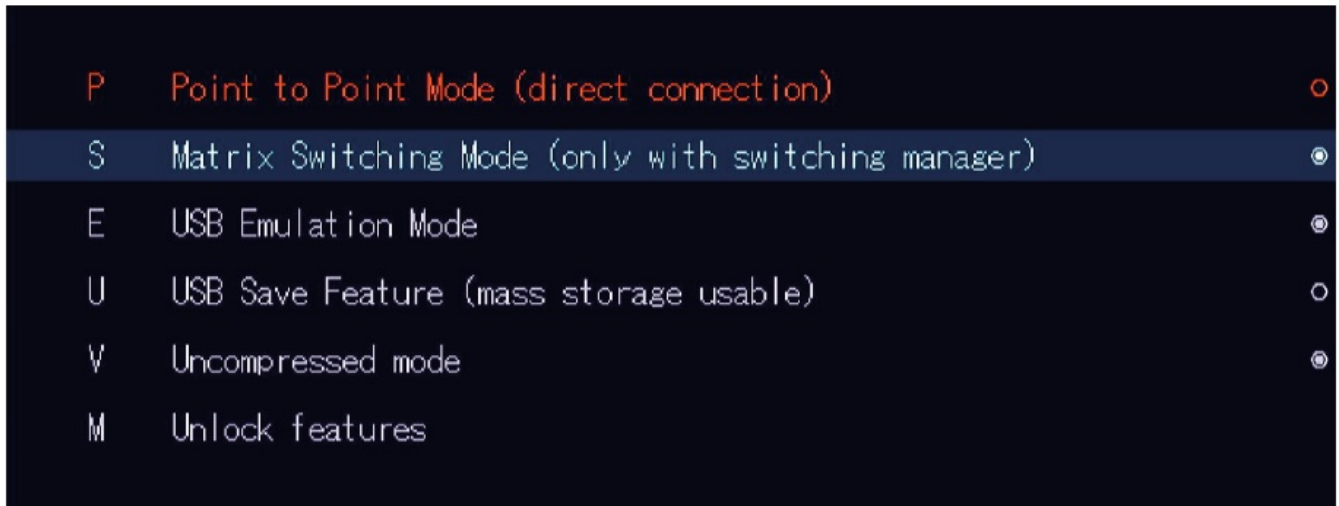 P Point to Point Mode (direct connection)
S Matrix Switching Mode (only with switching manager)
E USB Emulation Mode
U USB Save Feature (mass storage usable)
V Uncompressed mode
M Unlock features